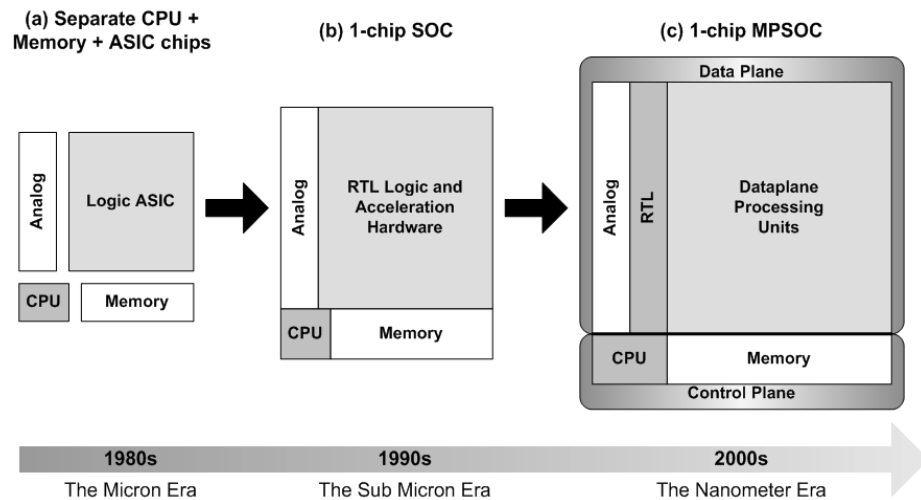 (a) Separate CPU +
Memory + ASIC chips
(b) 1-chip SOC
(c) 1-chip MPSOC
Analog
Logic ASIC
CPU
Memory
Analog
RTL Logic and
Acceleration
Hardware
CPU
Memory
Data Plane
Analog
RTL
Dataplane
Processing
Units
CPU
Memory
Control Plane
1980s
1990s
2000s
The Micron Era
The Sub Micron Era
The Nanometer Era